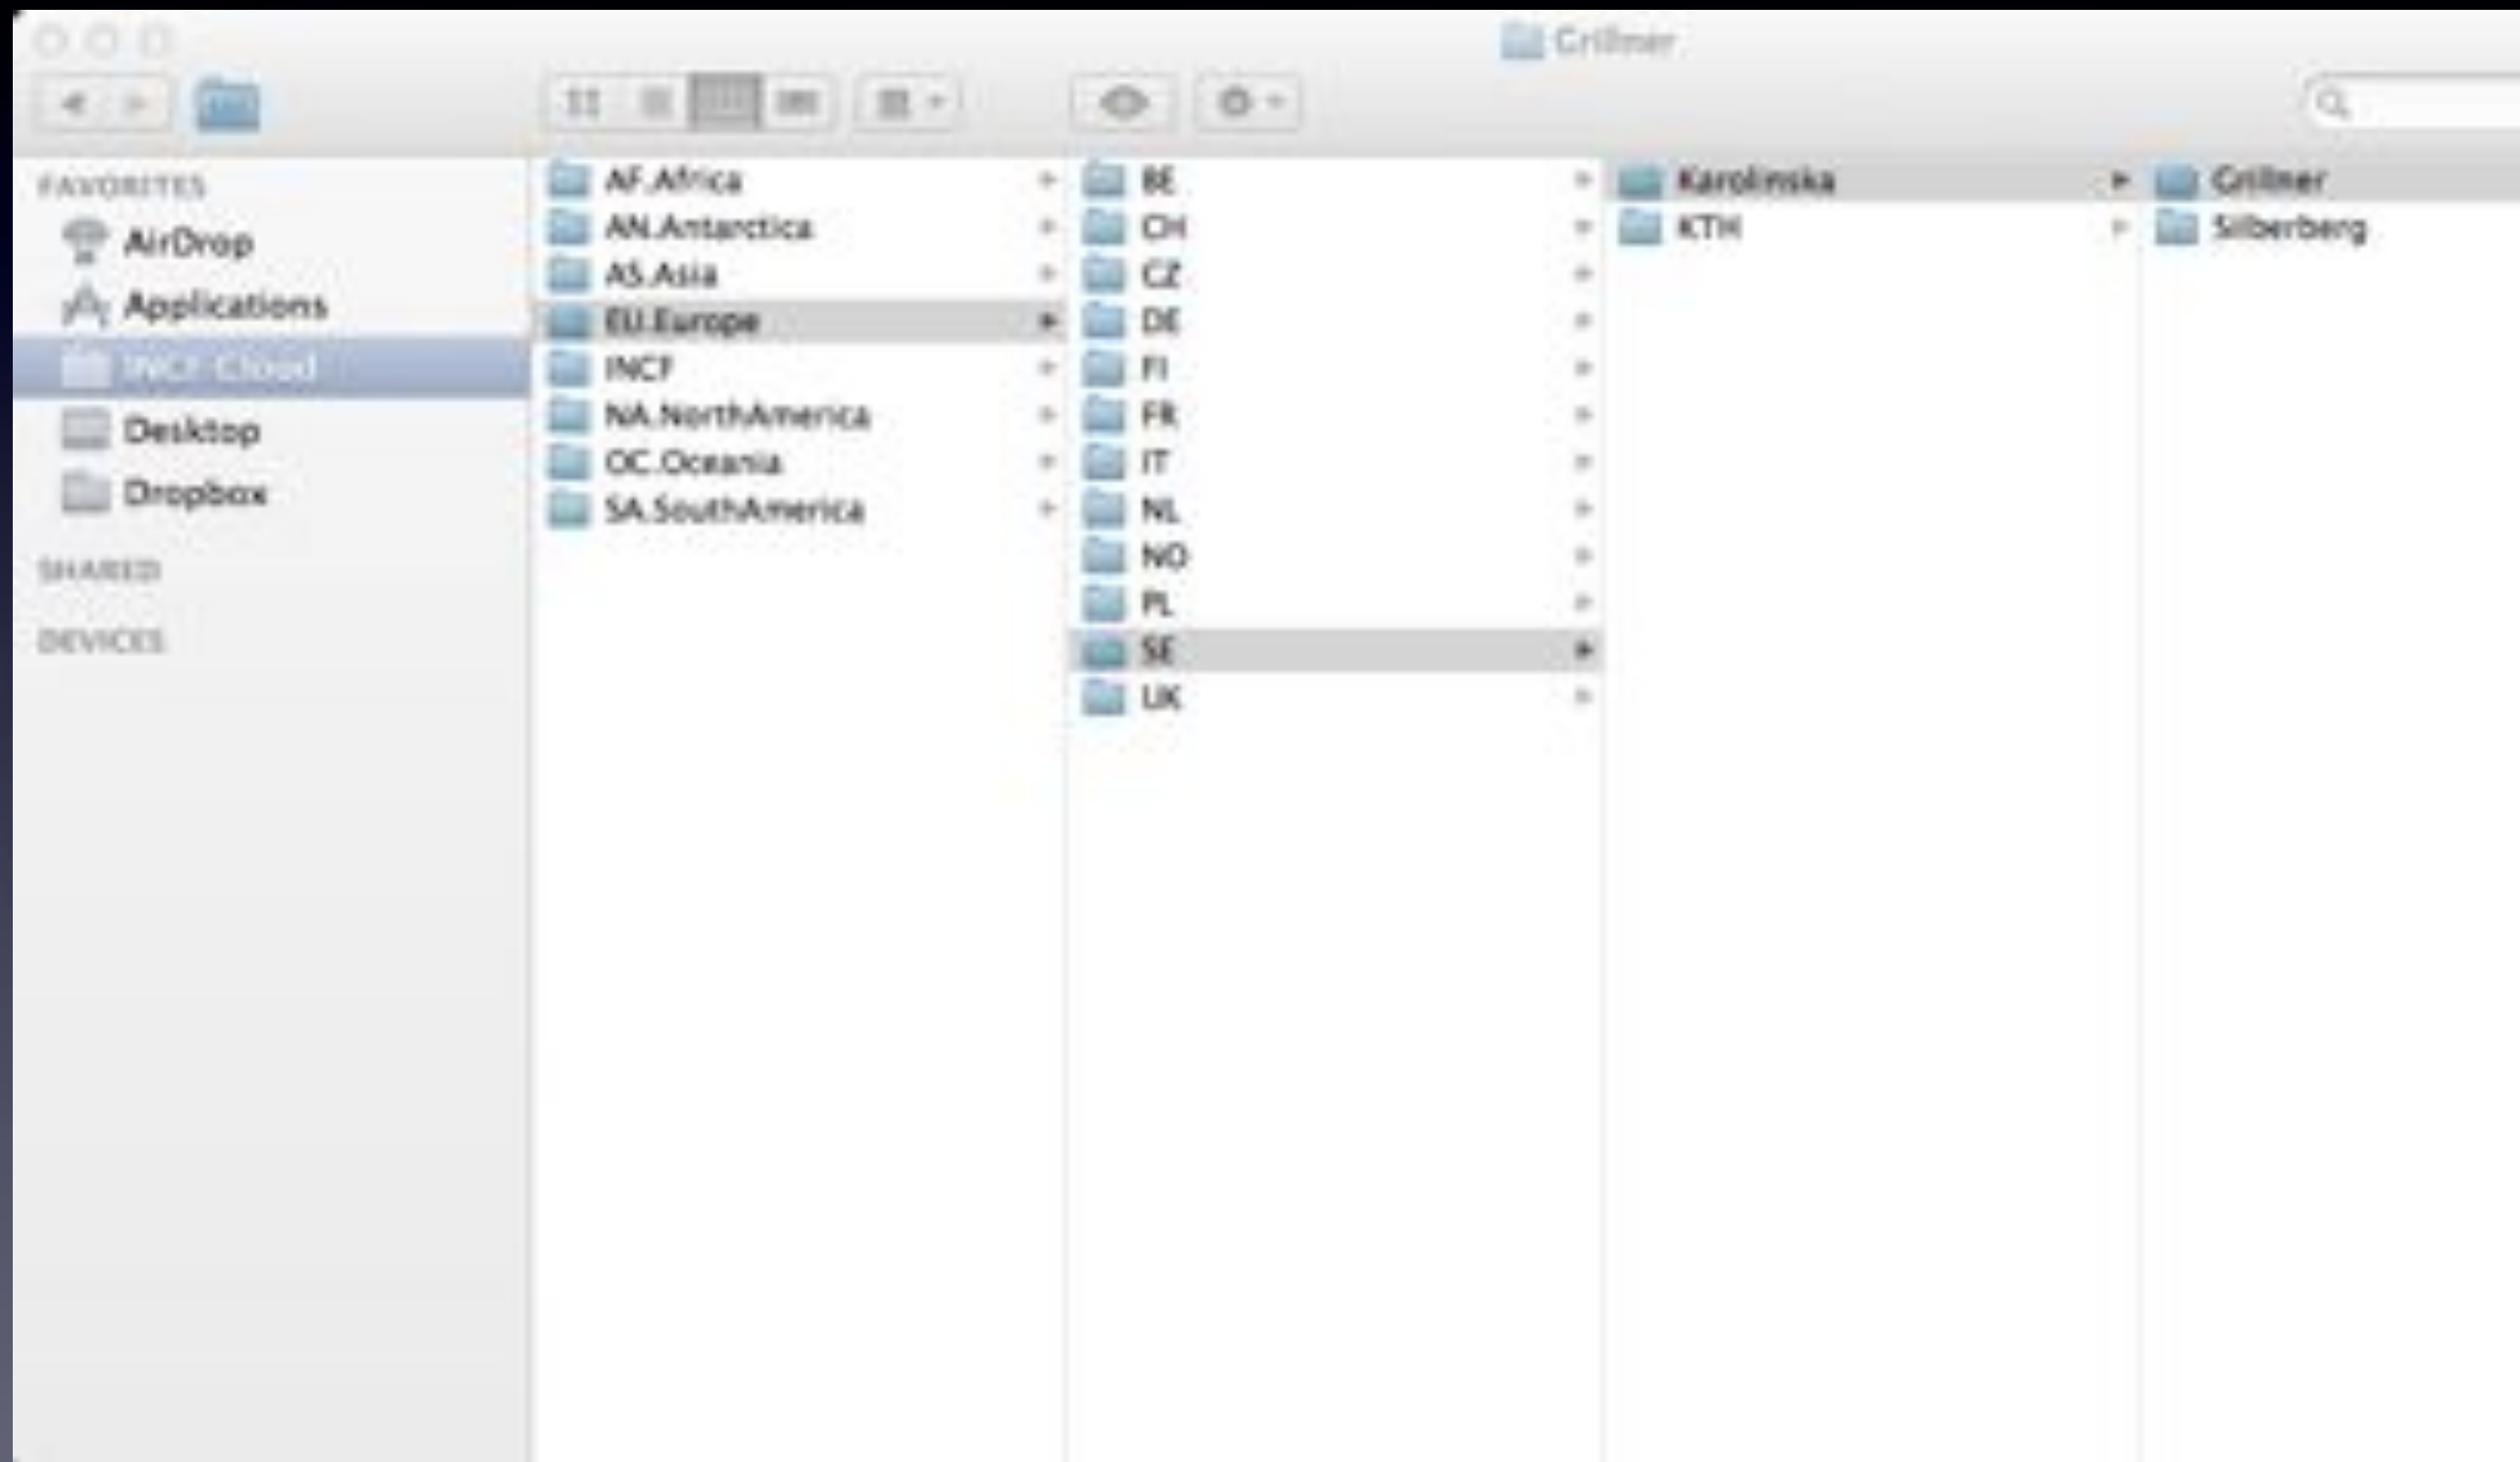 Grillner
FAVORITES
AirDrop
Applications
INCF Cloud
Desktop
Dropbox
SHARED
DEVICES
AF.Africa
AN.Antarctica
AS.Asia
EU.Europe
INCF
NA.NorthAmerica
OC.Oceania
SA.SouthAmerica
BE
CH
CZ
DE
FI
FR
IT
NL
NO
PL
SE
UK
Karolinska
KTH
Grillner
Silberberg